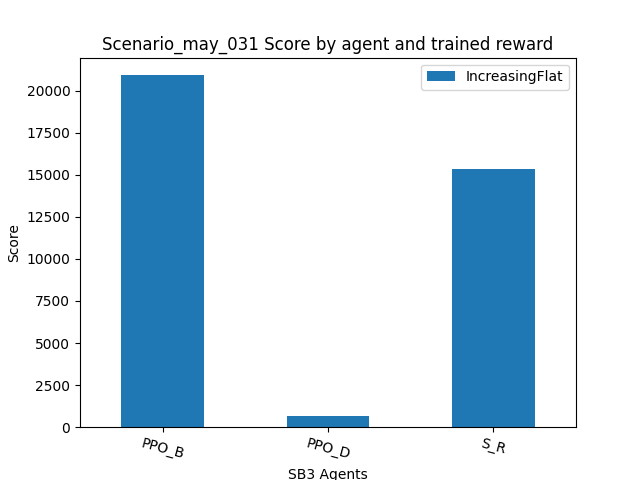 Scenario_may_031 Score by agent and trained reward
IncreasingFlat
20000
17500
15000
12500
10000
7500
5000
2500
0
Score
PPO_B
PPO_D
S_R
SB3 Agents